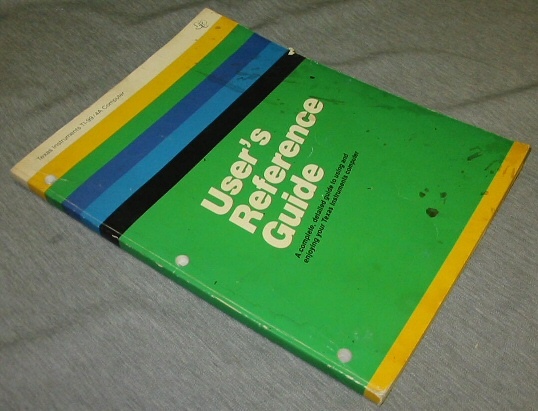 Texas Instruments TI-99/4A Computer
User's
Reference
Guide
A complete, detailed guide to using and
enjoying your Texas Instruments computer